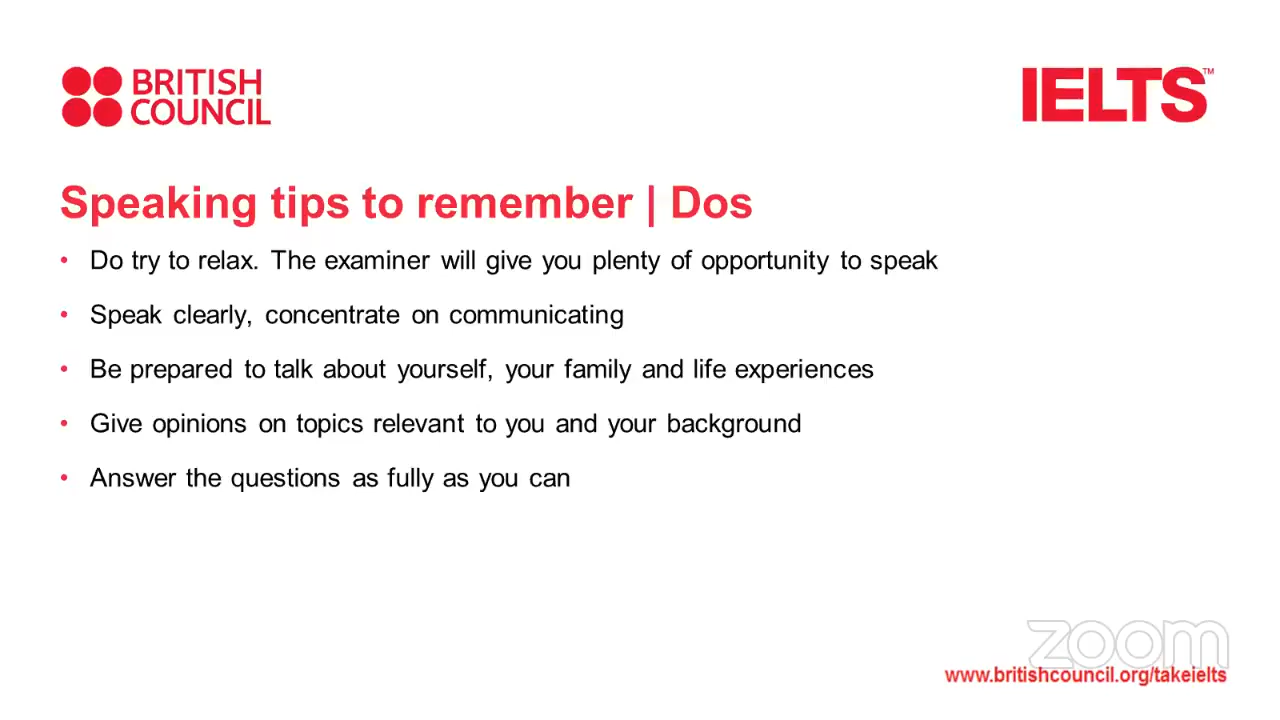 BRITISH
COUNCIL
IELTS™
Speaking tips to remember | Dos
• Do try to relax. The examiner will give you plenty of opportunity to speak
• Speak clearly, concentrate on communicating
• Be prepared to talk about yourself, your family and life experiences
• Give opinions on topics relevant to you and your background
• Answer the questions as fully as you can
zoom
www.britishcouncil.org/takeielts